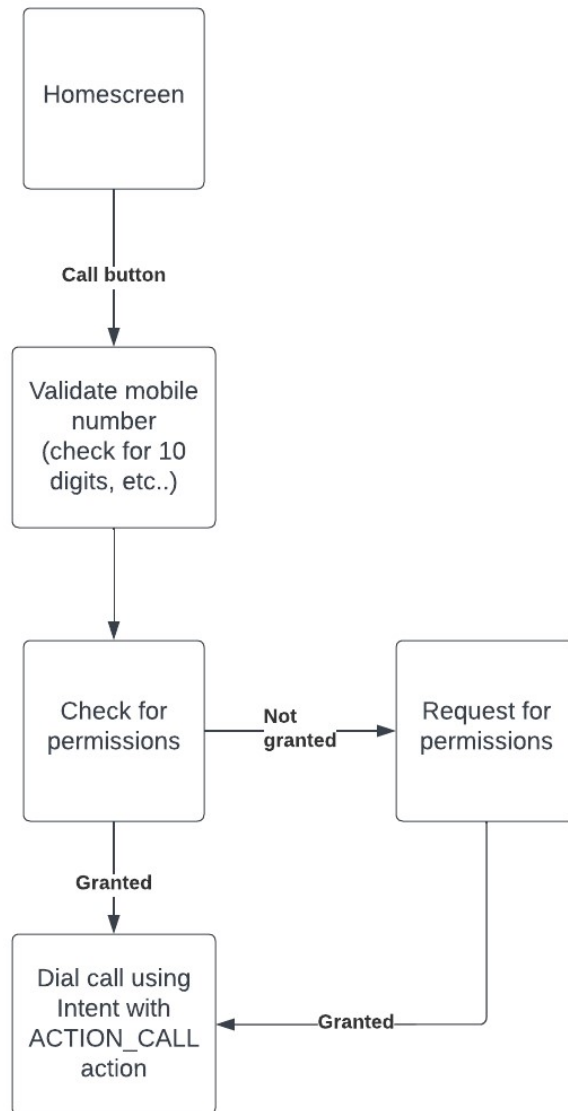 Homescreen
Call button
Validate mobile
number
(check for 10
digits, etc..)
Check for
permissions
Not
granted
Request for
permissions
Granted
Dial call using
Intent with
ACTION_CALL
action
Granted